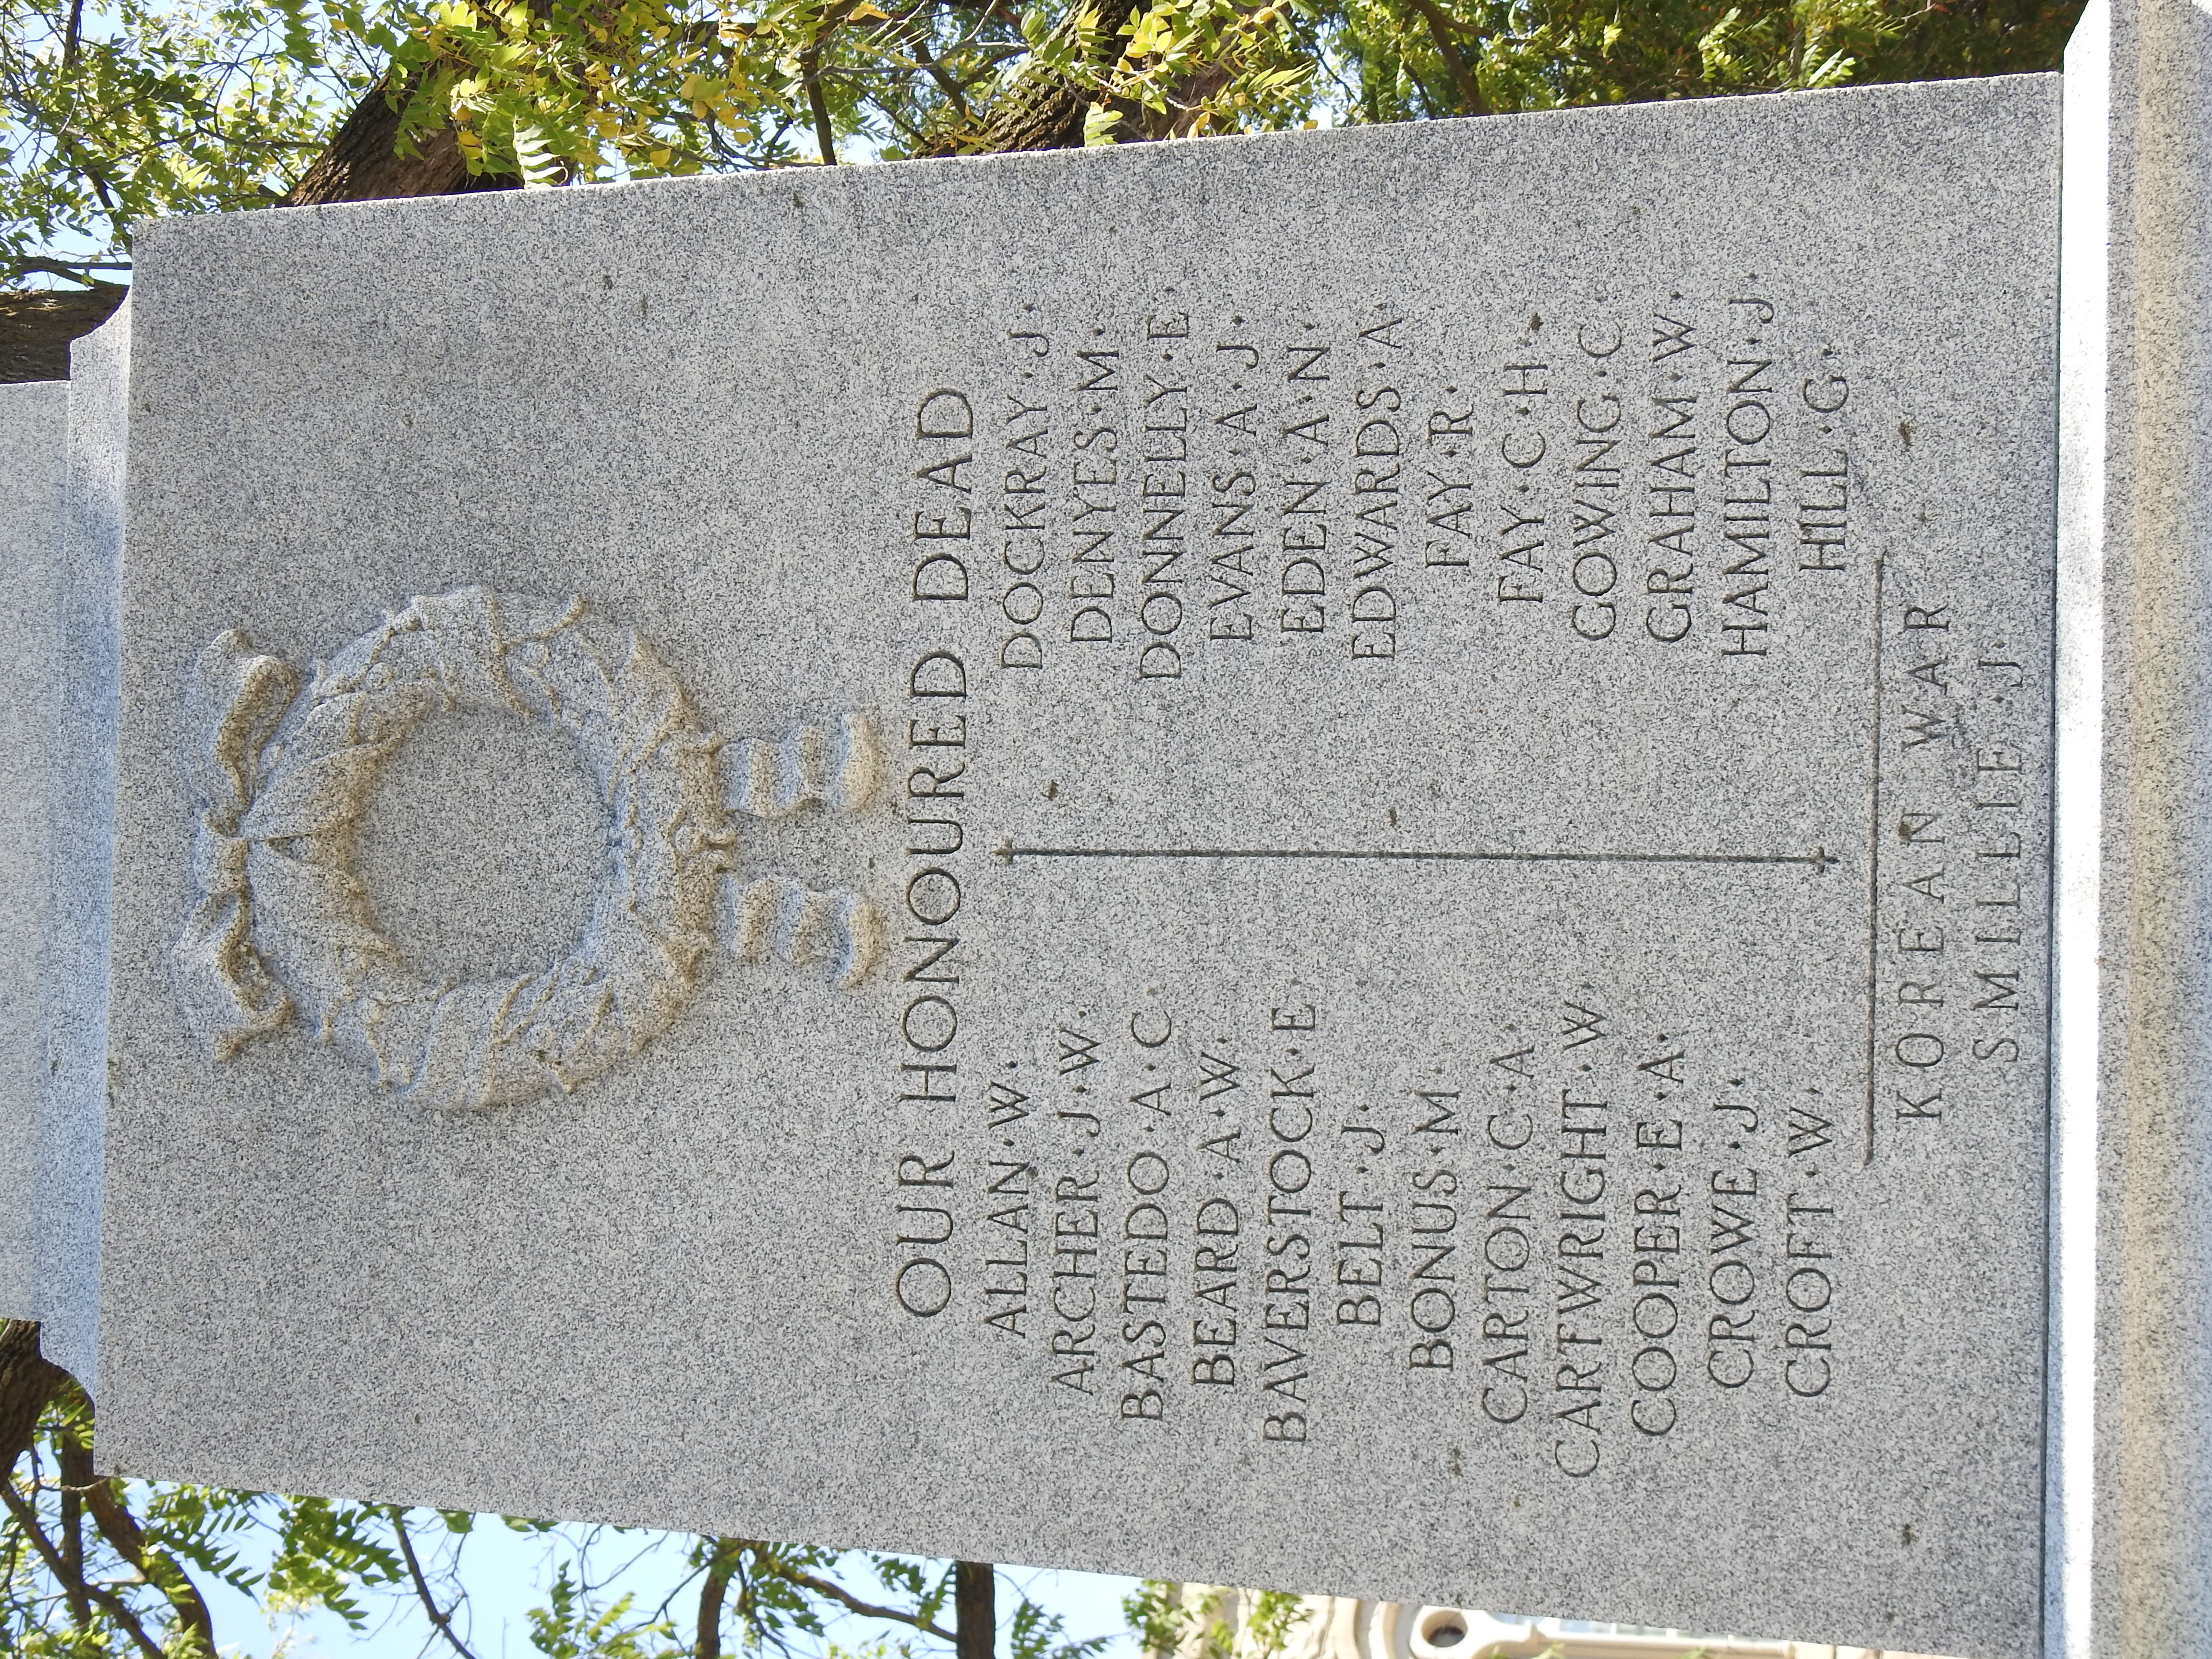 OUR HONOURED DEAD
ALLAN·W·
ARCHER·J·W·
BASTEDO·A·C·
BEARD·A·W·
BAVERSTOCK·E
BELT·J·
BONUS·M·
CARTON·C·A·
CARTWRIGHT·W·
COOPER·E·A·
CROWE·J·
CROFT·W·
DOCKRAY·J·
DENYES·M·
DONNELLY·E·
EVANS·A·J·
EDEN·A·N·
EDWARDS·A·
FAY·R·
FAY·C·H·
GOWING·C·
GRAHAM·W·
HAMILTON·J·
HILL·G·
KOREAN WAR
SMILLIE·J·